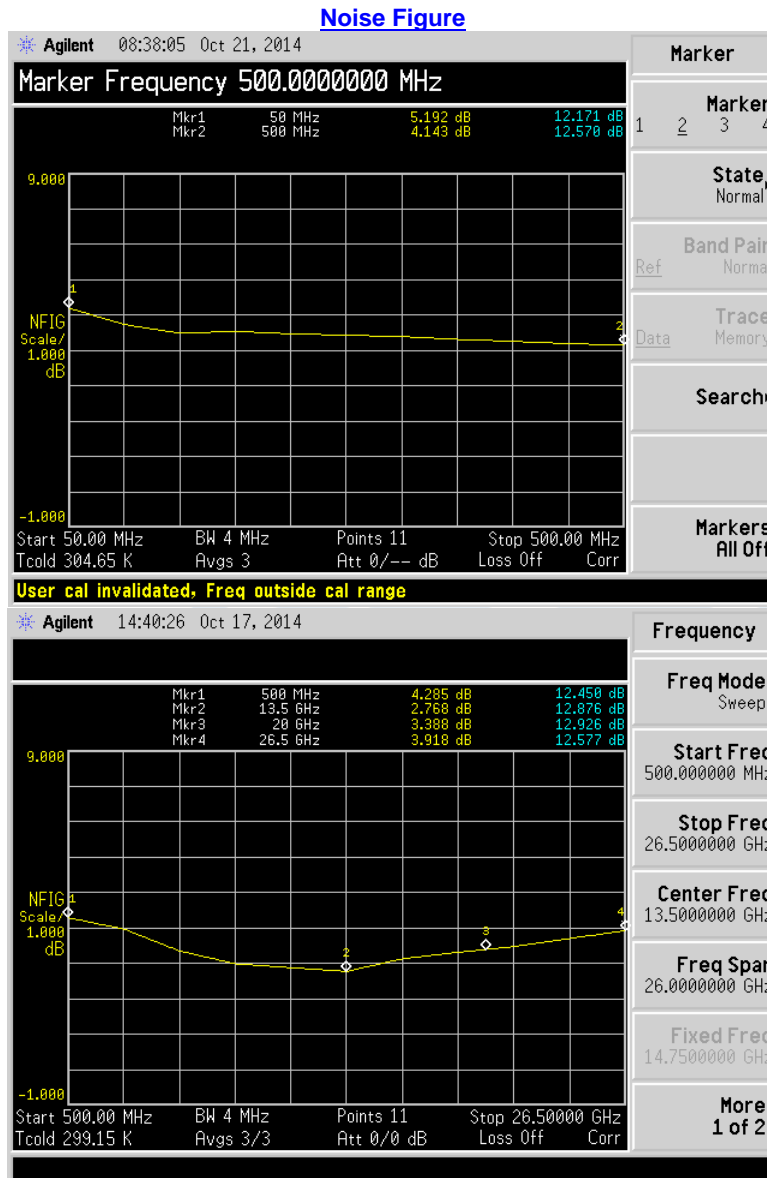 Noise Figure
Agilent 08:38:05 Oct 21, 2014
Marker
Marker Frequency 500.0000000 MHz
Mkr1 50 MHz 5.192 dB 12.171 dB
Mkr2 500 MHz 4.143 dB 12.570 dB
Marker
1 2 3 4
State
Normal
Band Pair
Ref Norma
Trace
Data Memory
Search
Markers
All Off
9.000
1
2
NFIG
Scale/
1.000
dB
-1.000
Start 50.00 MHz BW 4 MHz Points 11 Stop 500.00 MHz
Tcold 304.65 K Avgs 3 Att 0/-- dB Loss Off Corr
User cal invalidated, Freq outside cal range
Agilent 14:40:26 Oct 17, 2014
Frequency
Mkr1 500 MHz 4.285 dB 12.450 dB
Mkr2 13.5 GHz 2.768 dB 12.876 dB
Mkr3 20 GHz 3.388 dB 12.926 dB
Mkr4 26.5 GHz 3.918 dB 12.577 dB
Freq Mode
Sweep
Start Freq
500.000000 MHz
Stop Freq
26.5000000 GHz
Center Freq
13.5000000 GHz
Freq Span
26.0000000 GHz
Fixed Freq
14.7500000 GHz
More
1 of 2
9.000
1
2
3
4
NFIG
Scale/
1.000
dB
-1.000
Start 500.00 MHz BW 4 MHz Points 11 Stop 26.50000 GHz
Tcold 299.15 K Avgs 3/3 Att 0/0 dB Loss Off Corr